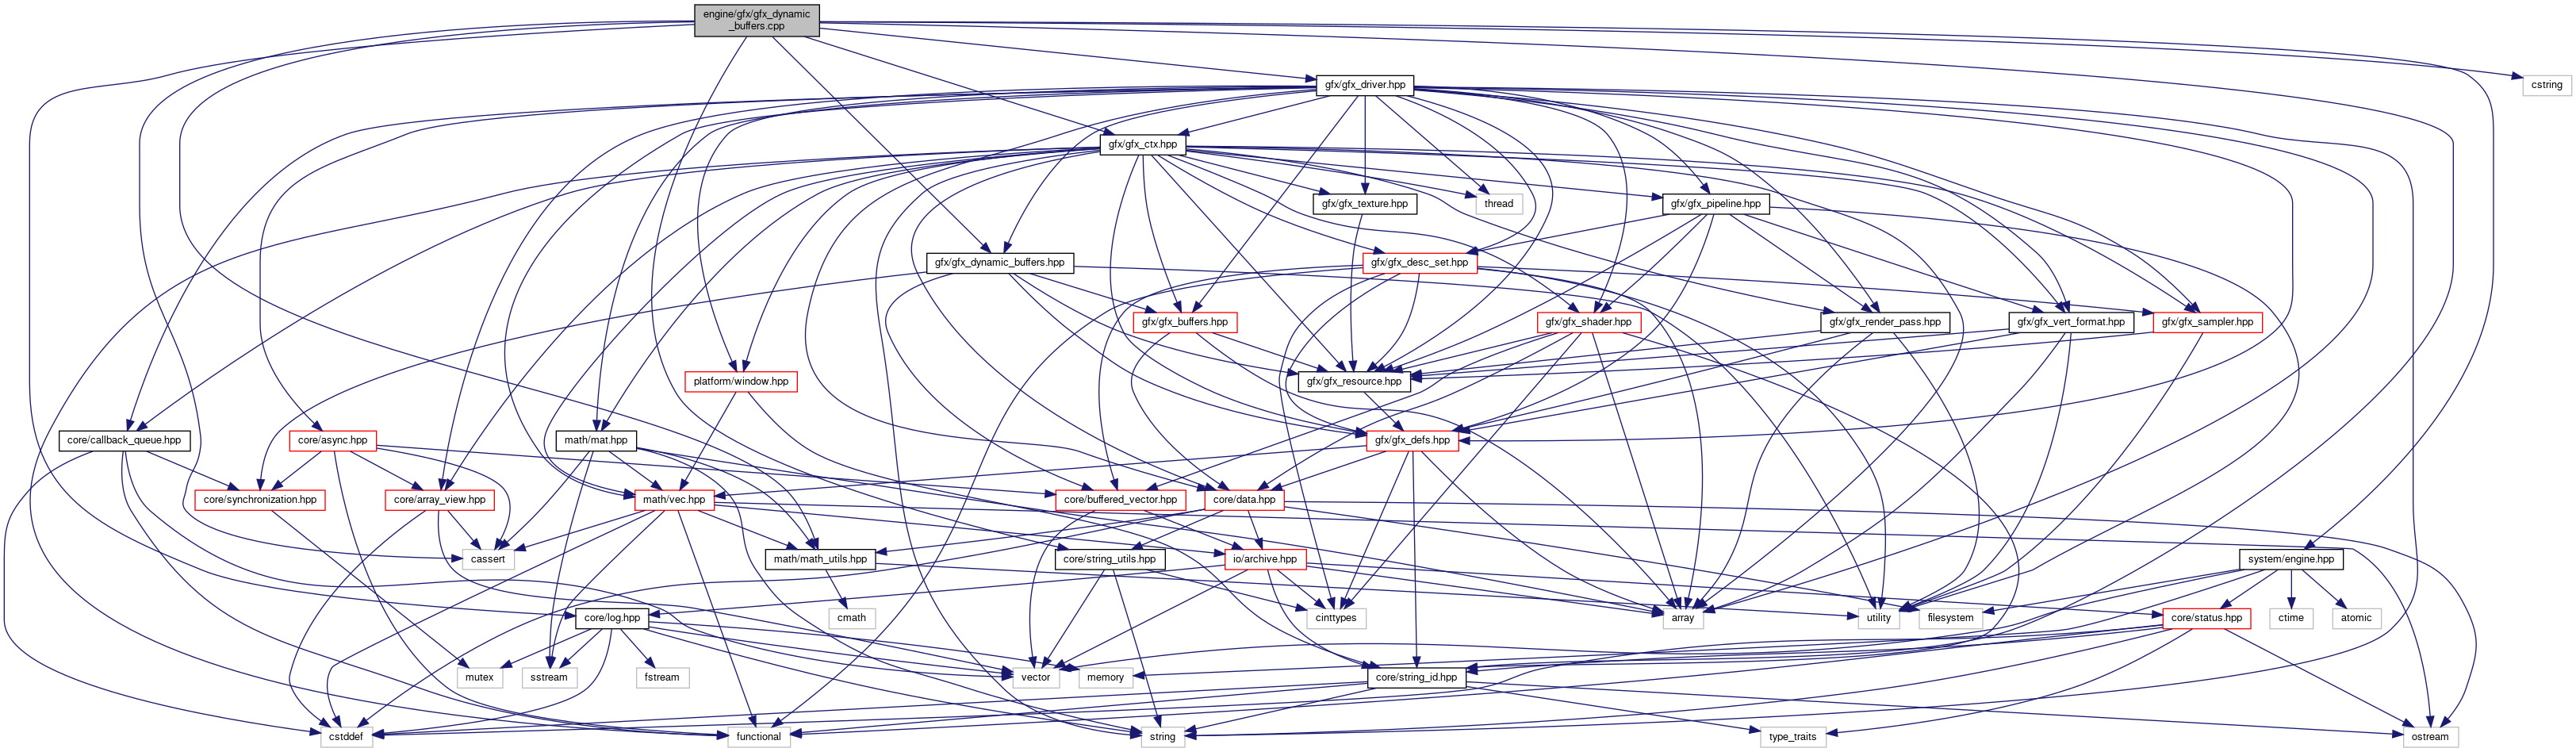 engine/gfx/gfx_dynamic
_buffers.cpp
gfx/gfx_driver.hpp
cstring
gfx/gfx_ctx.hpp
gfx/gfx_texture.hpp
thread
gfx/gfx_pipeline.hpp
gfx/gfx_dynamic_buffers.hpp
gfx/gfx_desc_set.hpp
gfx/gfx_buffers.hpp
gfx/gfx_shader.hpp
gfx/gfx_render_pass.hpp
gfx/gfx_vert_format.hpp
gfx/gfx_sampler.hpp
platform/window.hpp
gfx/gfx_resource.hpp
core/callback_queue.hpp
core/async.hpp
math/mat.hpp
gfx/gfx_defs.hpp
core/synchronization.hpp
core/array_view.hpp
math/vec.hpp
core/buffered_vector.hpp
core/data.hpp
cassert
math/math_utils.hpp
core/string_utils.hpp
io/archive.hpp
system/engine.hpp
core/log.hpp
cmath
cinttypes
array
utility
filesystem
core/status.hpp
ctime
atomic
mutex
sstream
fstream
vector
memory
core/string_id.hpp
cstddef
functional
string
type_traits
ostream